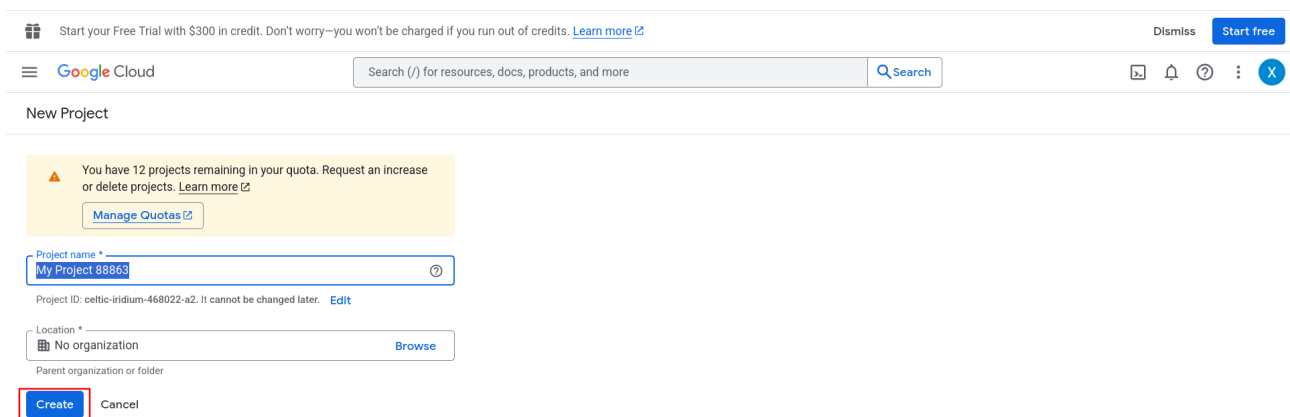 Start your Free Trial with $300 in credit. Don't worry—you won't be charged if you run out of credits. Learn more
Dismiss
Start free
Google Cloud
Search (/) for resources, docs, products, and more
Search
X
New Project
You have 12 projects remaining in your quota. Request an increase
or delete projects. Learn more
Manage Quotas
Project name *
My Project 88863
Project ID: celtic-iridium-468022-a2. It cannot be changed later. Edit
Location *
No organization
Browse
Parent organization or folder
Create
Cancel